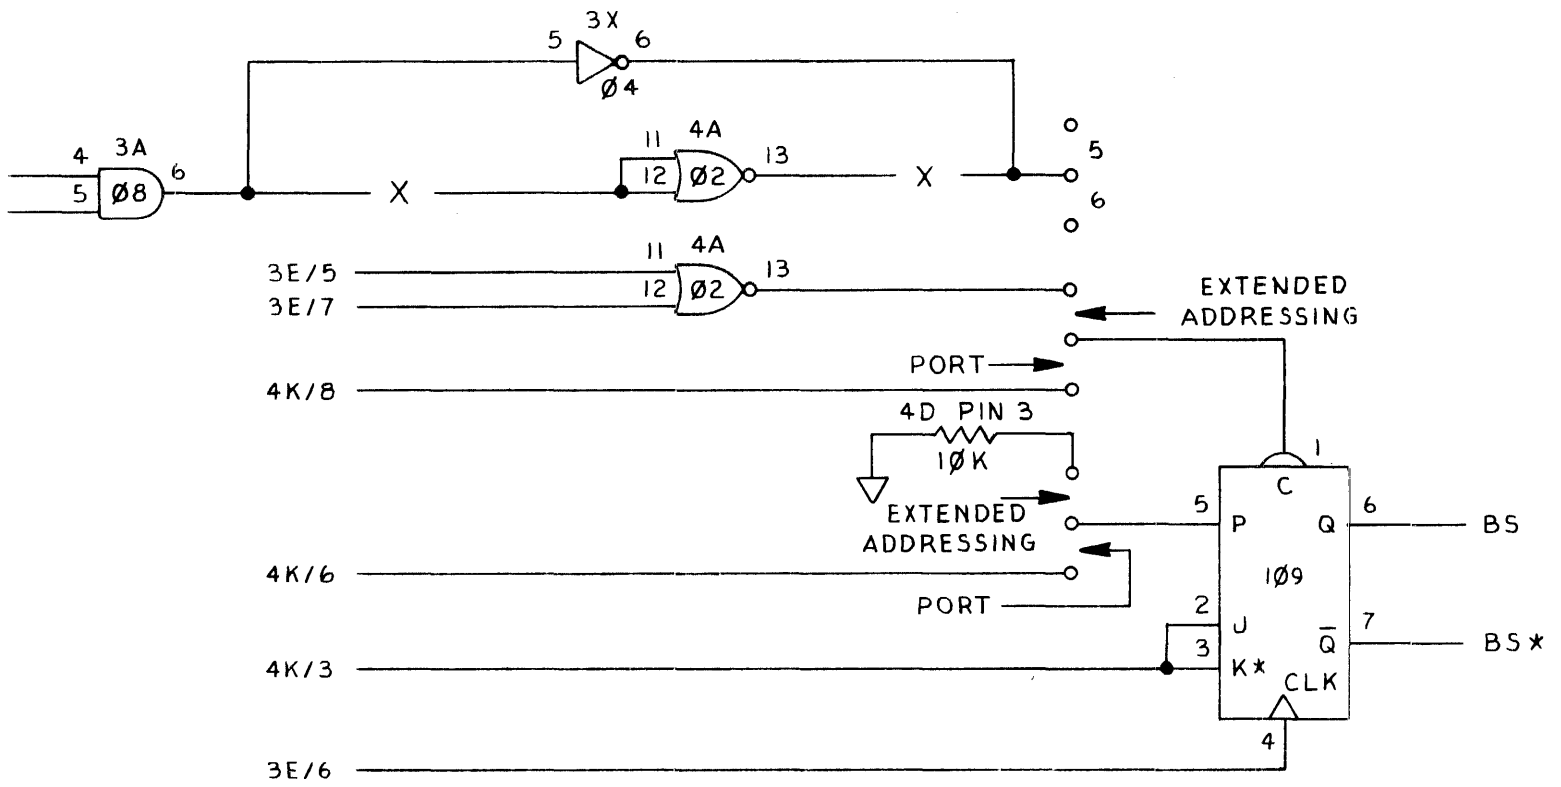 3X
5 6
Ø4
3A
4 6
5 Ø8
4A
11 13
12 Ø2
X X
5
6
4A
3E/5 11 13
3E/7 12 Ø2
EXTENDED
ADDRESSING
PORT
4K/8
4D PIN 3
1ØK
1
C
EXTENDED
ADDRESSING
5 P Q 6 BS
4K/6
1Ø9
PORT
2 J Q̅ 7 BS*
4K/3 3 K*
CLK
4
3E/6